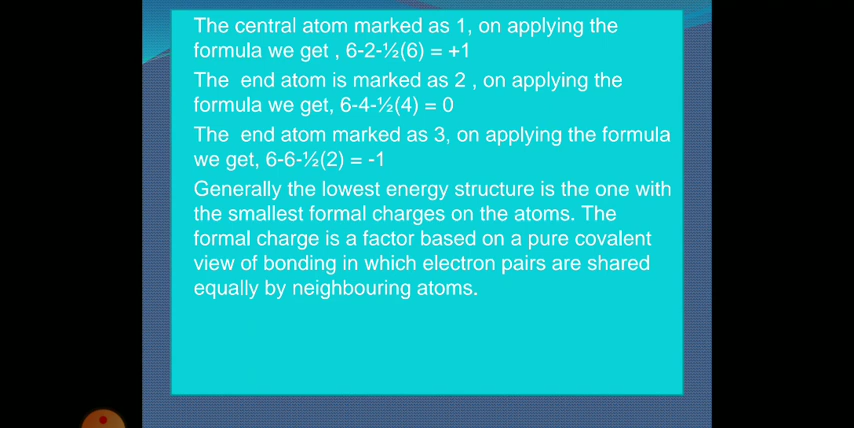 The central atom marked as 1, on applying the
formula we get , 6-2-½(6) = +1
The  end atom is marked as 2 , on applying the
formula we get, 6-4-½(4) = 0
The  end atom marked as 3, on applying the formula
we get, 6-6-½(2) = -1
Generally the lowest energy structure is the one with
the smallest formal charges on the atoms. The
formal charge is a factor based on a pure covalent
view of bonding in which electron pairs are shared
equally by neighbouring atoms.